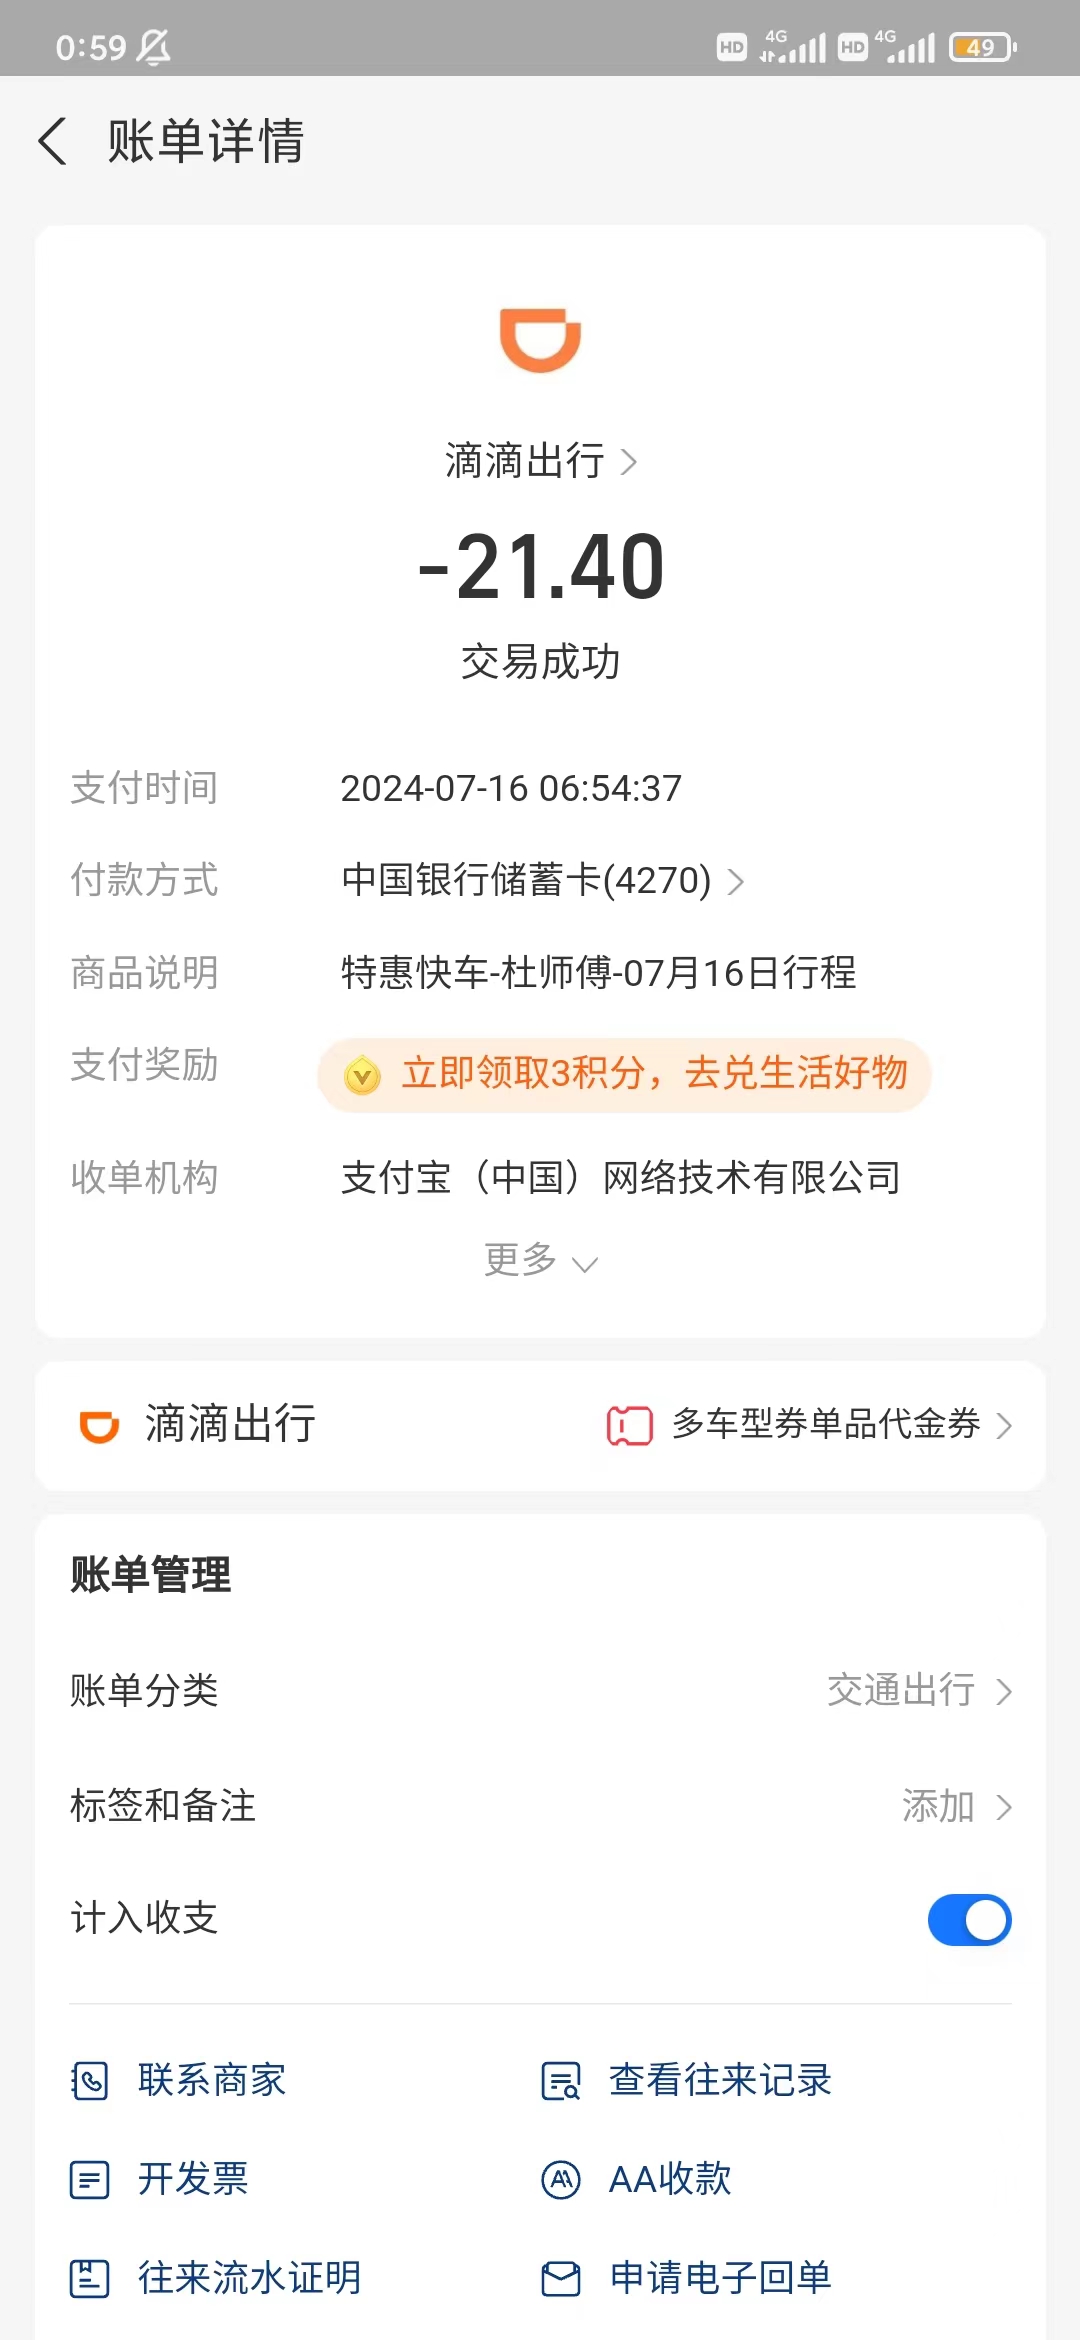 0:59 HD 4G HD 4G 49
账单详情
滴滴出行
-21.40
交易成功
支付时间 2024-07-16 06:54:37
付款方式 中国银行储蓄卡(4270)
商品说明 特惠快车-杜师傅-07月16日行程
支付奖励 立即领取3积分，去兑生活好物
收单机构 支付宝（中国）网络技术有限公司
更多
滴滴出行 多车型券单品代金券
账单管理
账单分类 交通出行
标签和备注 添加
计入收支
联系商家 查看往来记录
开发票 AA收款
往来流水证明 申请电子回单